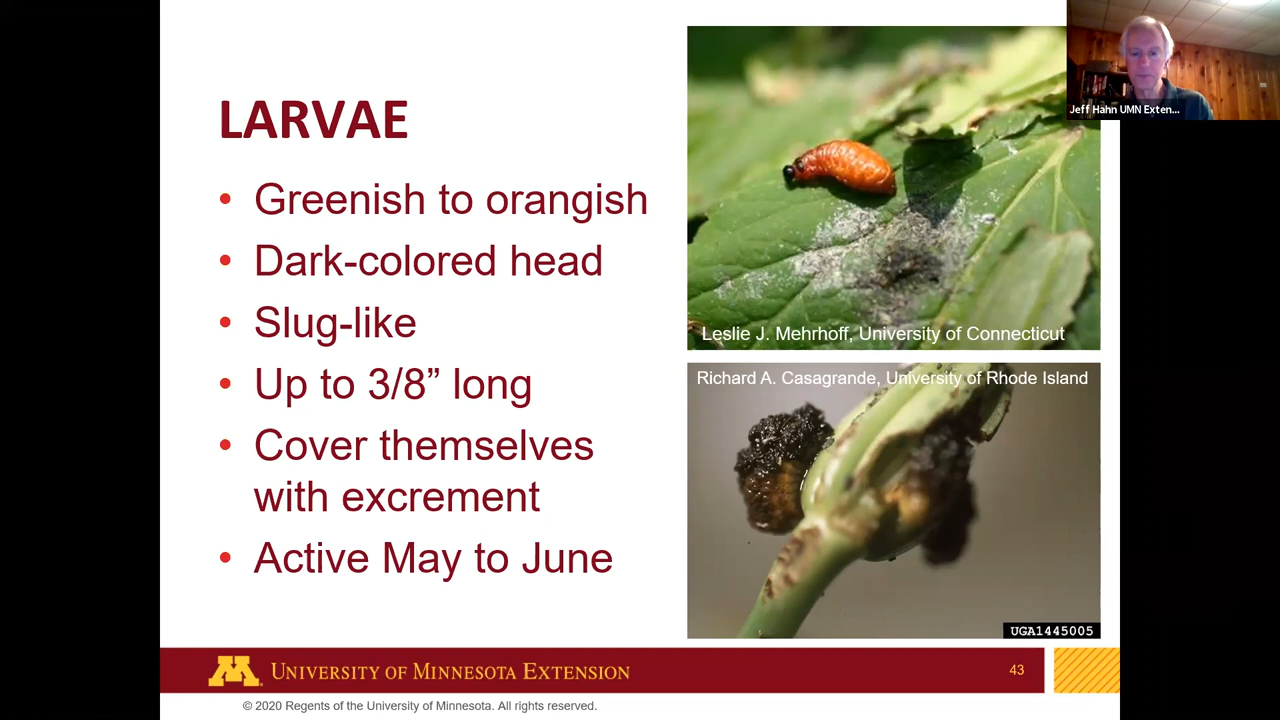 LARVAE
• Greenish to orangish
• Dark-colored head
• Slug-like
• Up to 3/8” long
• Cover themselves
with excrement
• Active May to June
Jeff Hahn UMN Exten...
Leslie J. Mehrhoff, University of Connecticut
Richard A. Casagrande, University of Rhode Island
UGA1445005
M
UNIVERSITY OF MINNESOTA EXTENSION
43
© 2020 Regents of the University of Minnesota. All rights reserved.